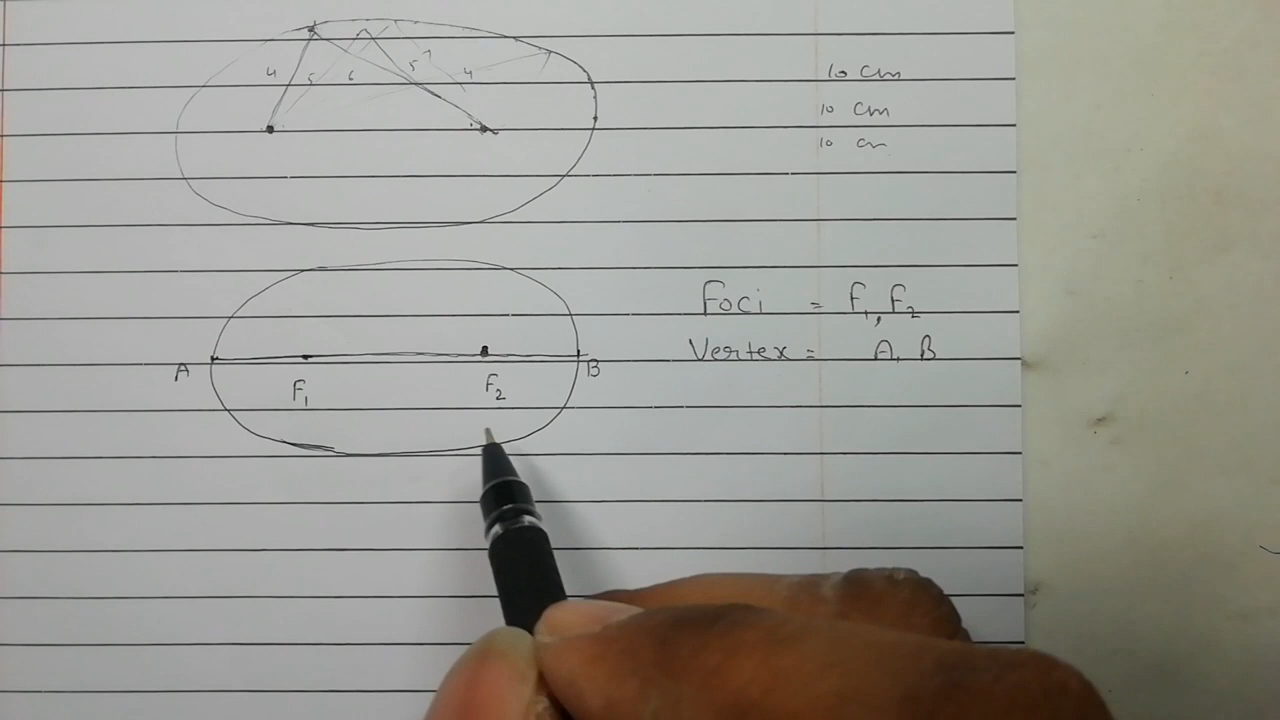 4 5 6 5 7 4
10 cm
10 cm
10 cm
Foci = F1, F2
Vertex = A, B
A F1 F2 B